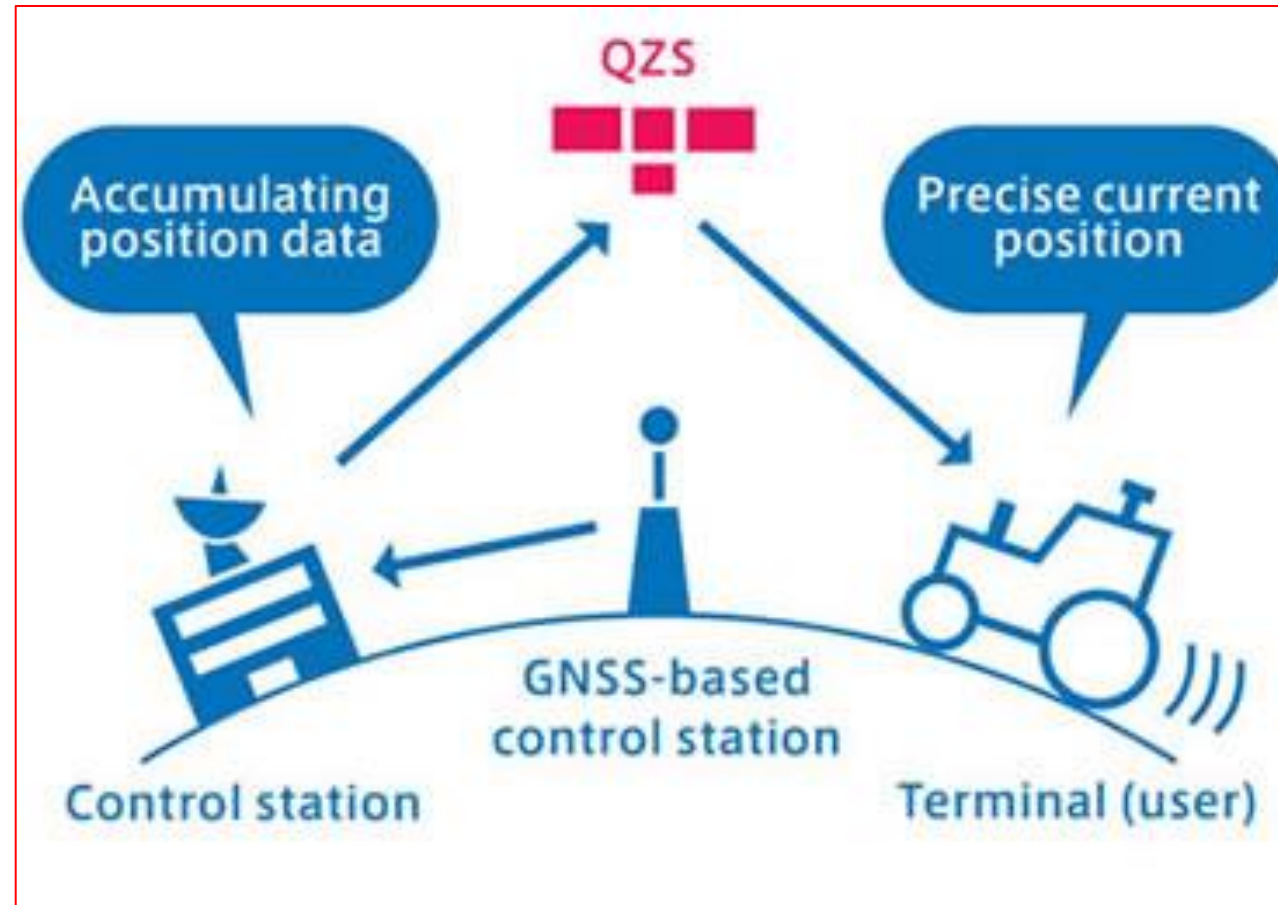 QZS
Accumulating
position data
Precise current
position
GNSS-based
control station
Control station
Terminal (user)